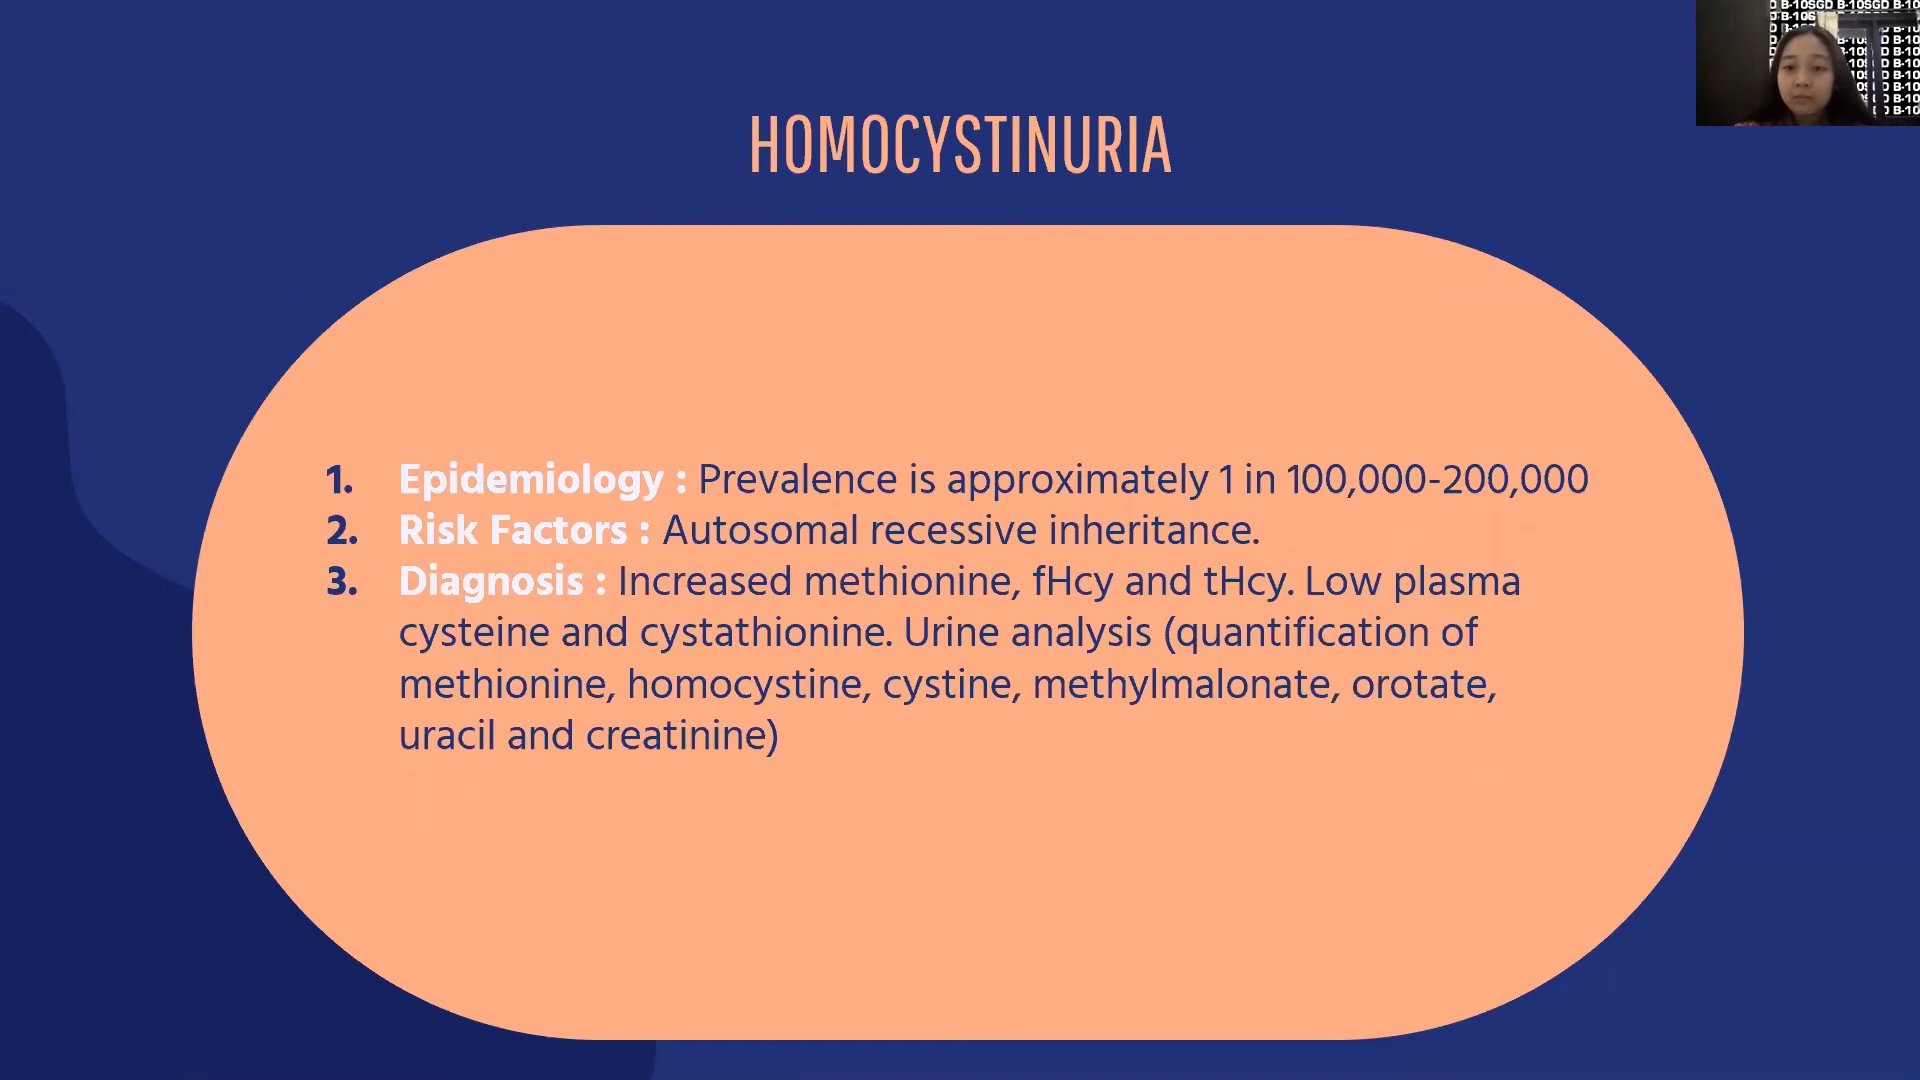 HOMOCYSTINURIA
1. Epidemiology : Prevalence is approximately 1 in 100,000-200,000
2. Risk Factors : Autosomal recessive inheritance.
3. Diagnosis : Increased methionine, fHcy and tHcy. Low plasma
cysteine and cystathionine. Urine analysis (quantification of
methionine, homocystine, cystine, methylmalonate, orotate,
uracil and creatinine)